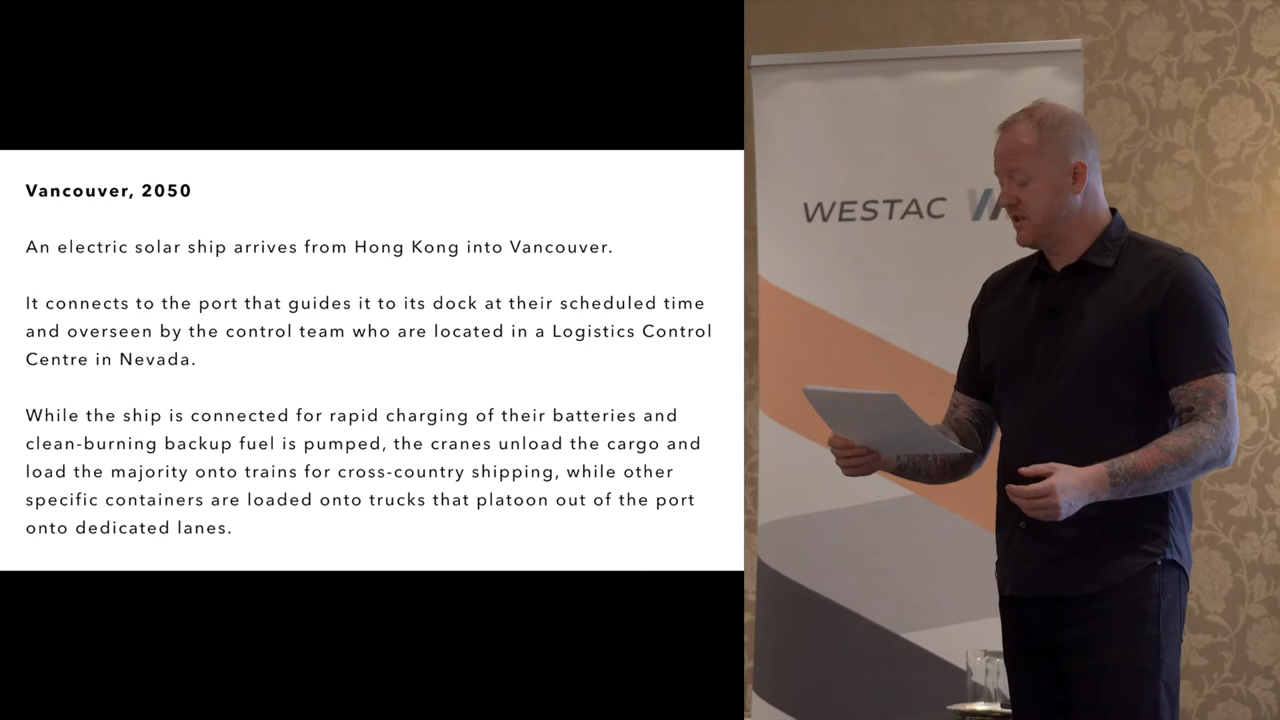 Vancouver, 2050
An electric solar ship arrives from Hong Kong into Vancouver.
It connects to the port that guides it to its dock at their scheduled time
and overseen by the control team who are located in a Logistics Control
Centre in Nevada.
While the ship is connected for rapid charging of their batteries and
clean-burning backup fuel is pumped, the cranes unload the cargo and
load the majority onto trains for cross-country shipping, while other
specific containers are loaded onto trucks that platoon out of the port
onto dedicated lanes.
WESTAC